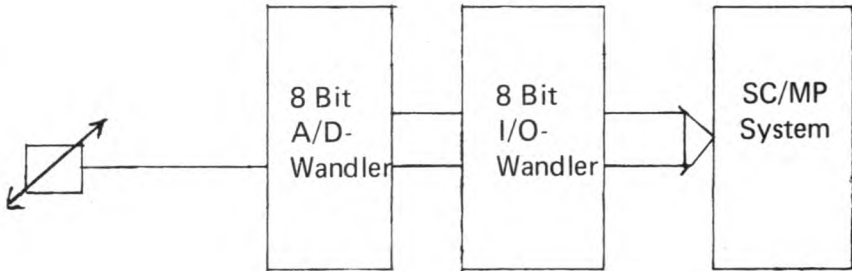 8 Bit
A/D-
Wandler
8 Bit
I/O-
Wandler
SC/MP
System